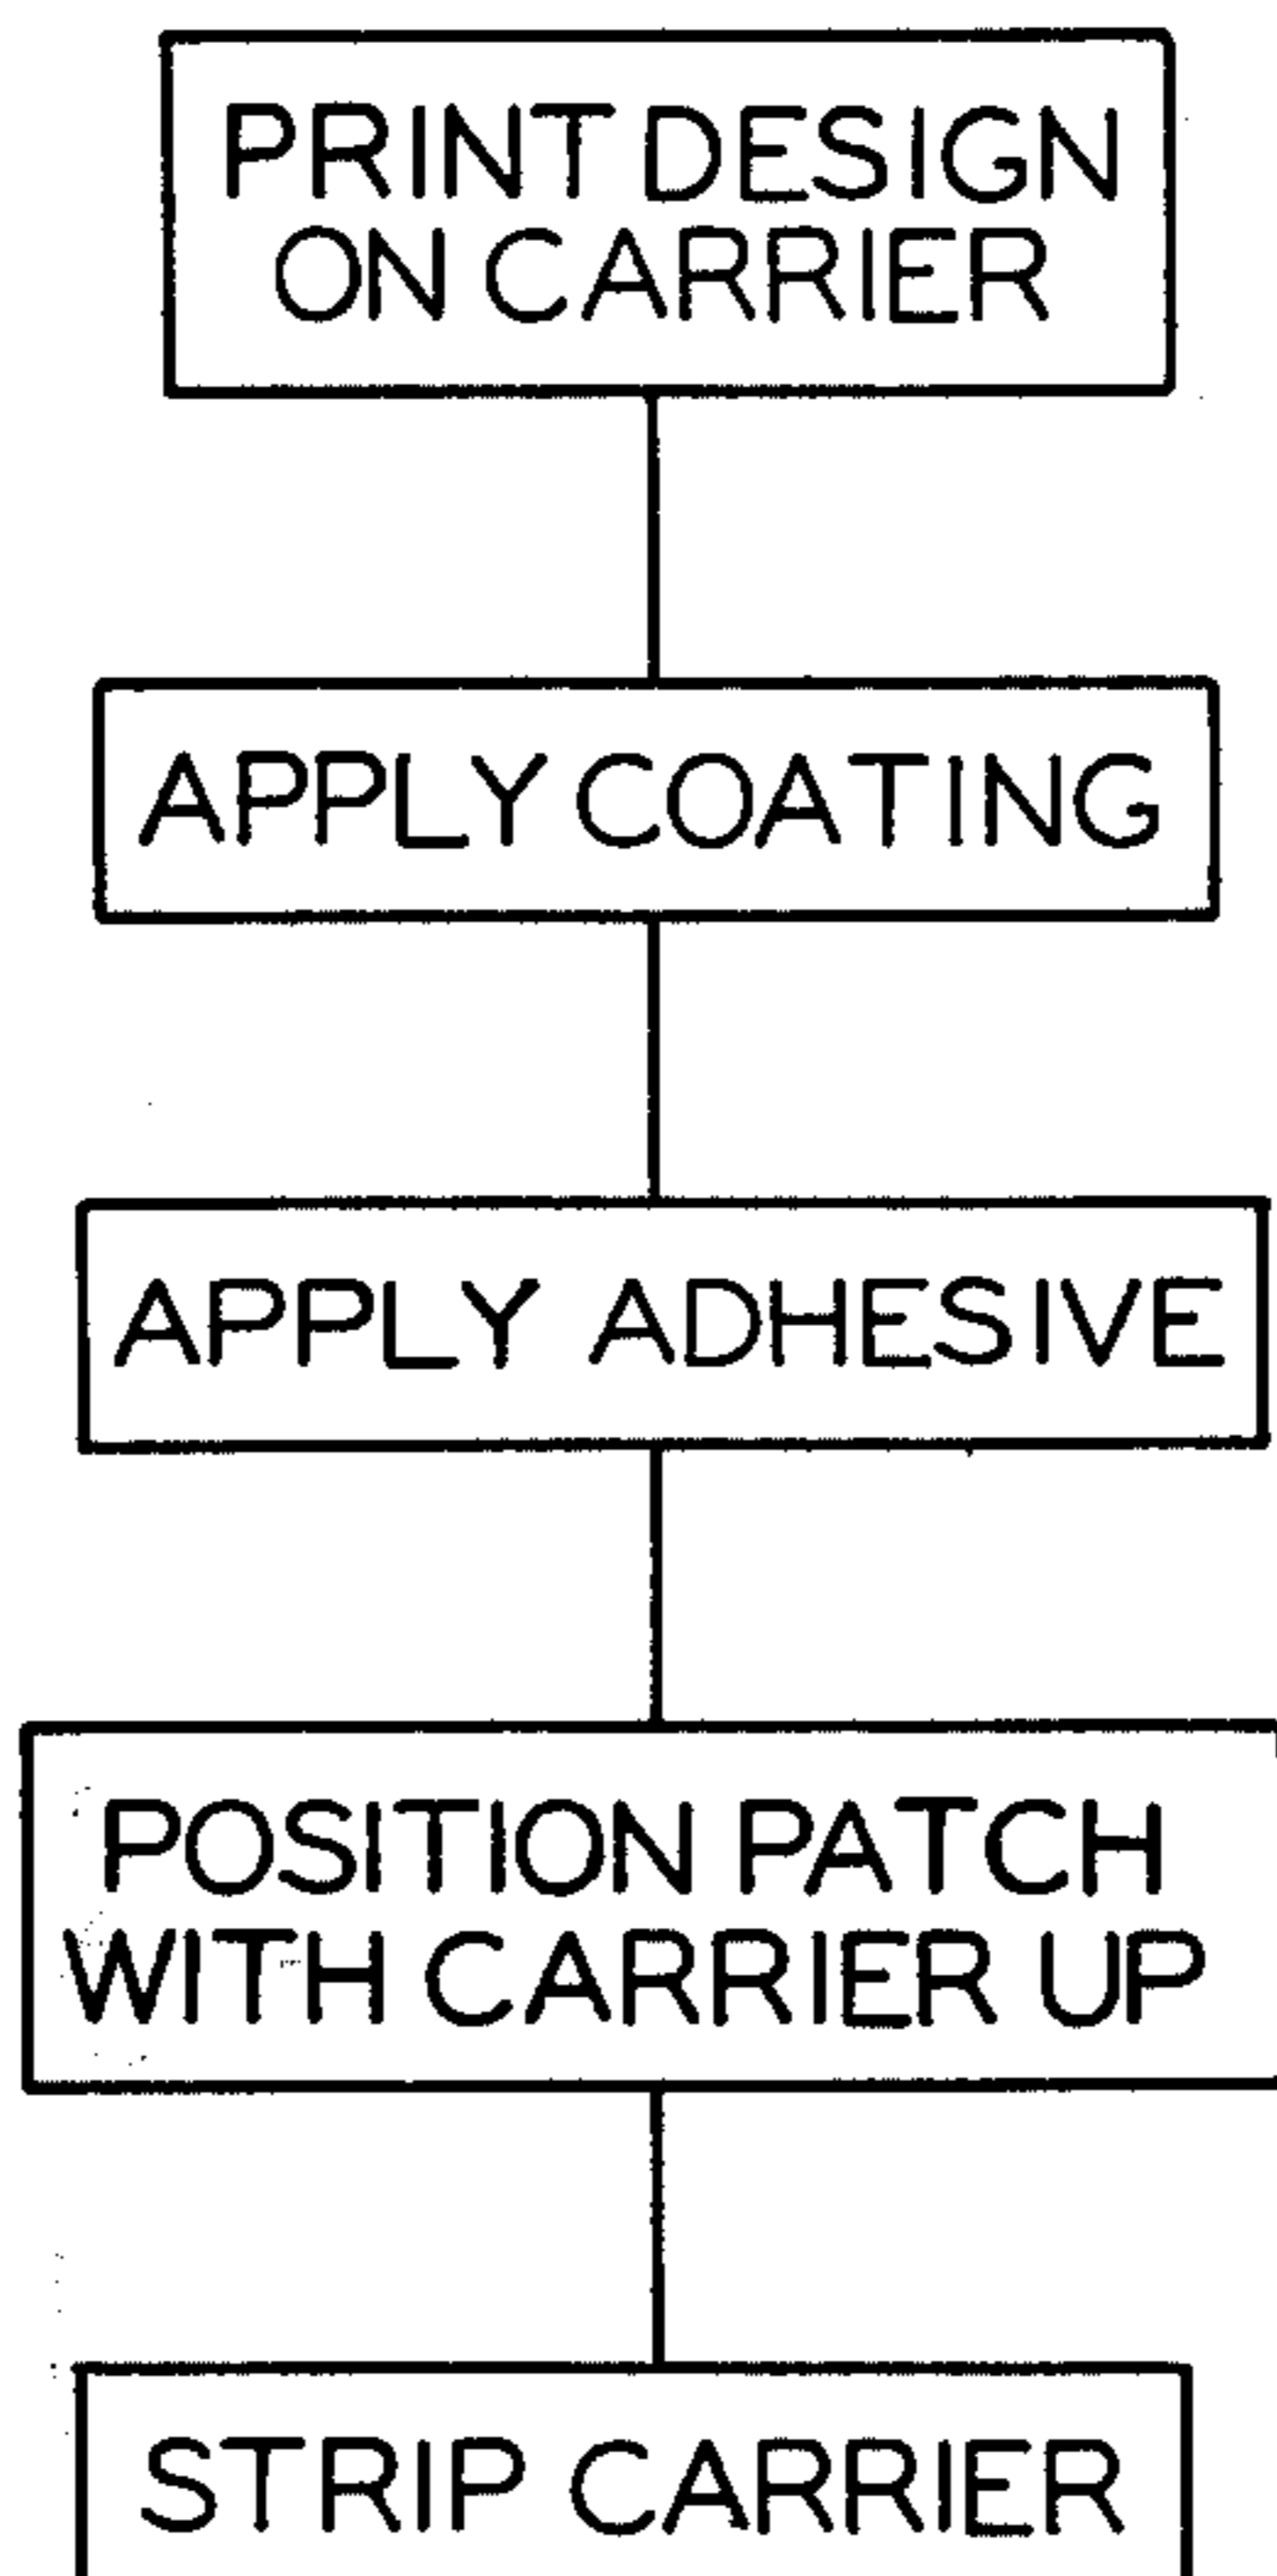 PRINT DESIGN
ON CARRIER
APPLY COATING
APPLY ADHESIVE
POSITION PATCH
WITH CARRIER UP
STRIP CARRIER